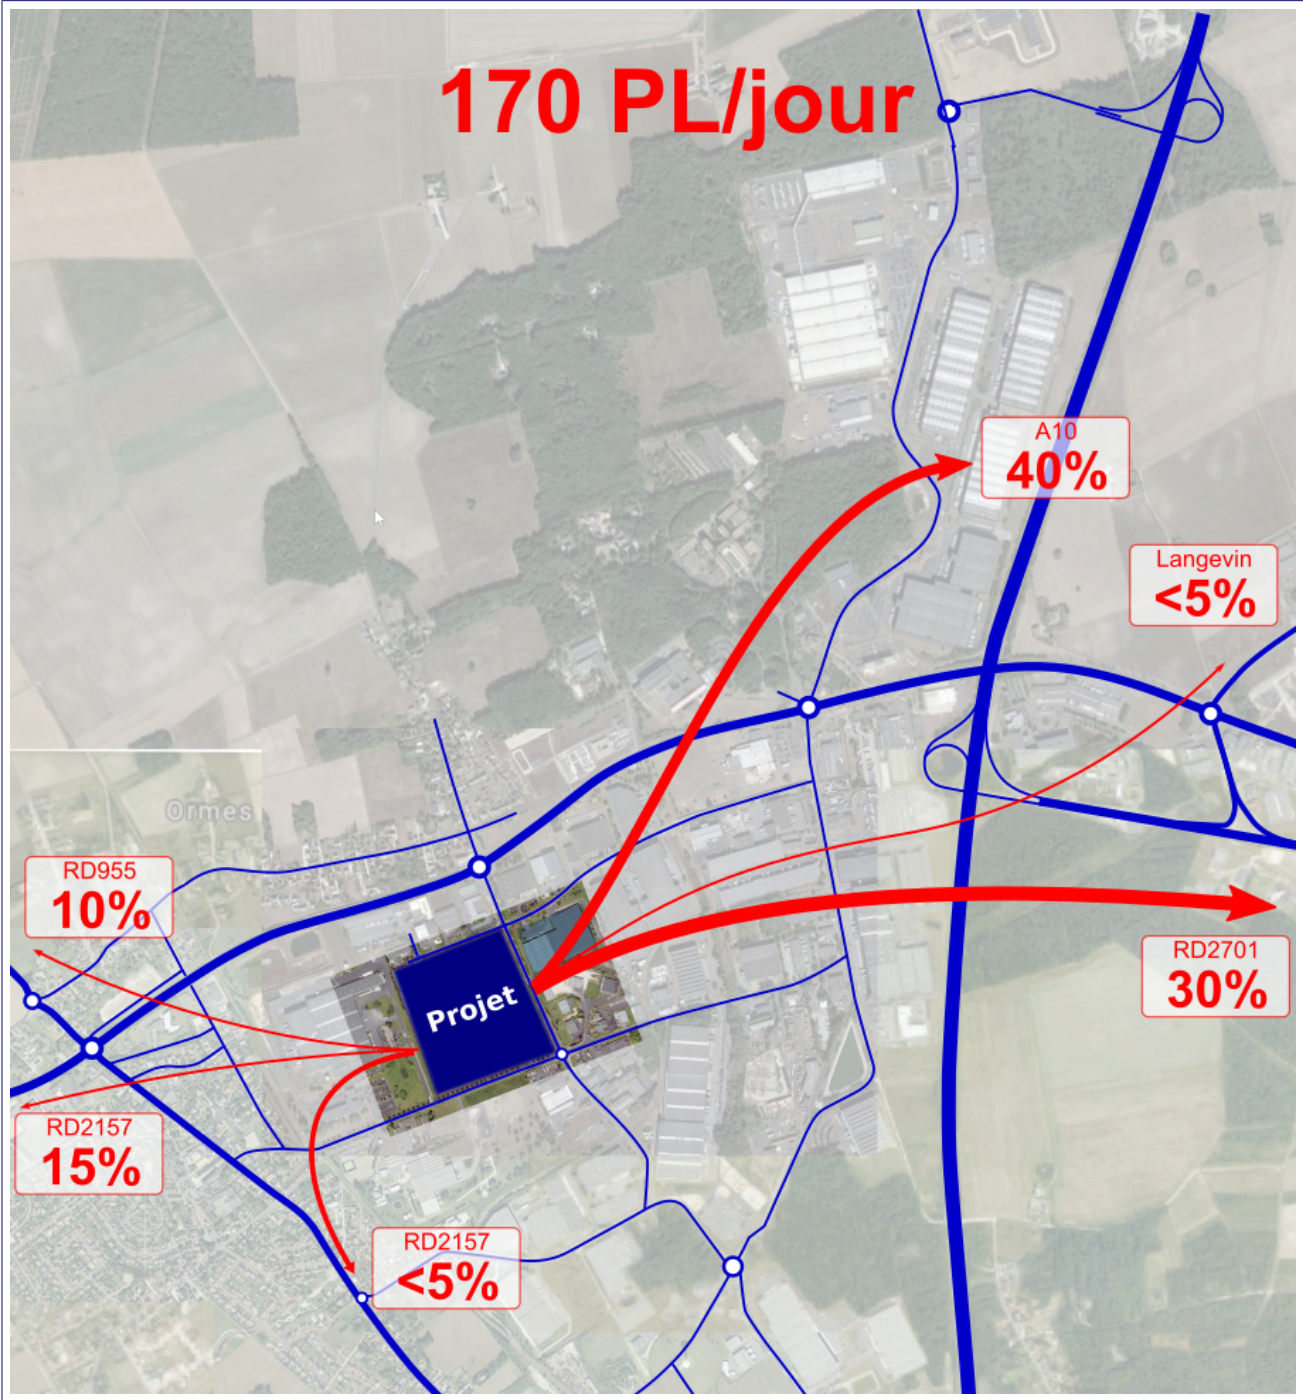 170 PL/jour
A10
40%
Langevin
<5%
Ormes
RD955
10%
RD2701
30%
Projet
RD2157
15%
RD2157
<5%